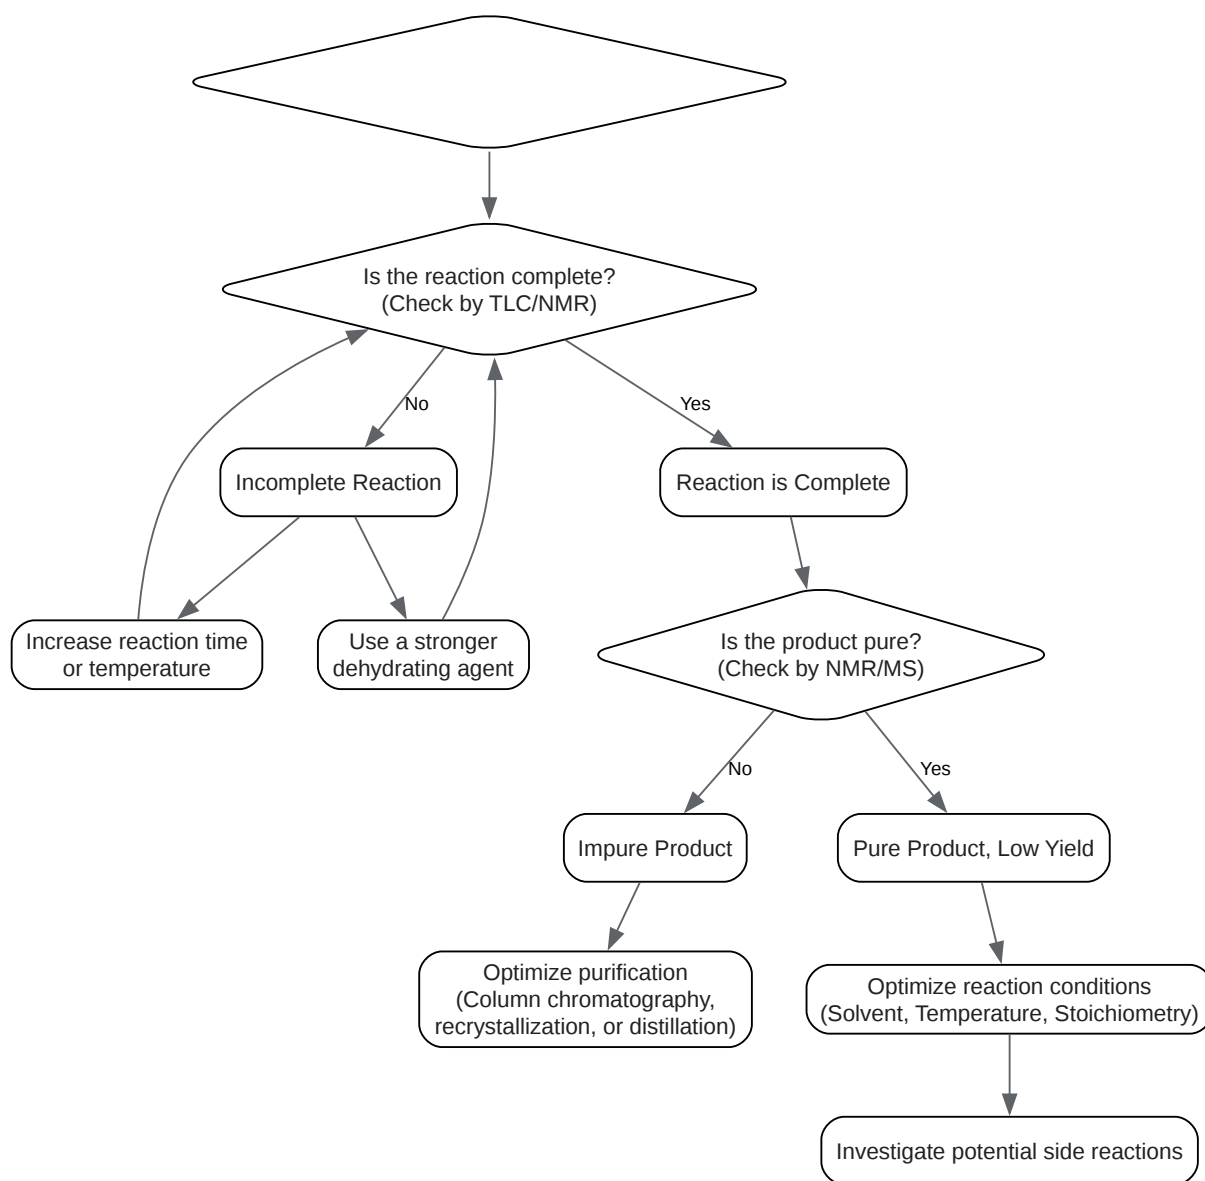 Is the reaction complete?
(Check by TLC/NMR)
No
Yes
Incomplete Reaction
Reaction is Complete
Increase reaction time
or temperature
Use a stronger
dehydrating agent
Is the product pure?
(Check by NMR/MS)
No
Yes
Impure Product
Pure Product, Low Yield
Optimize purification
(Column chromatography,
recrystallization, or distillation)
Optimize reaction conditions
(Solvent, Temperature, Stoichiometry)
Investigate potential side reactions